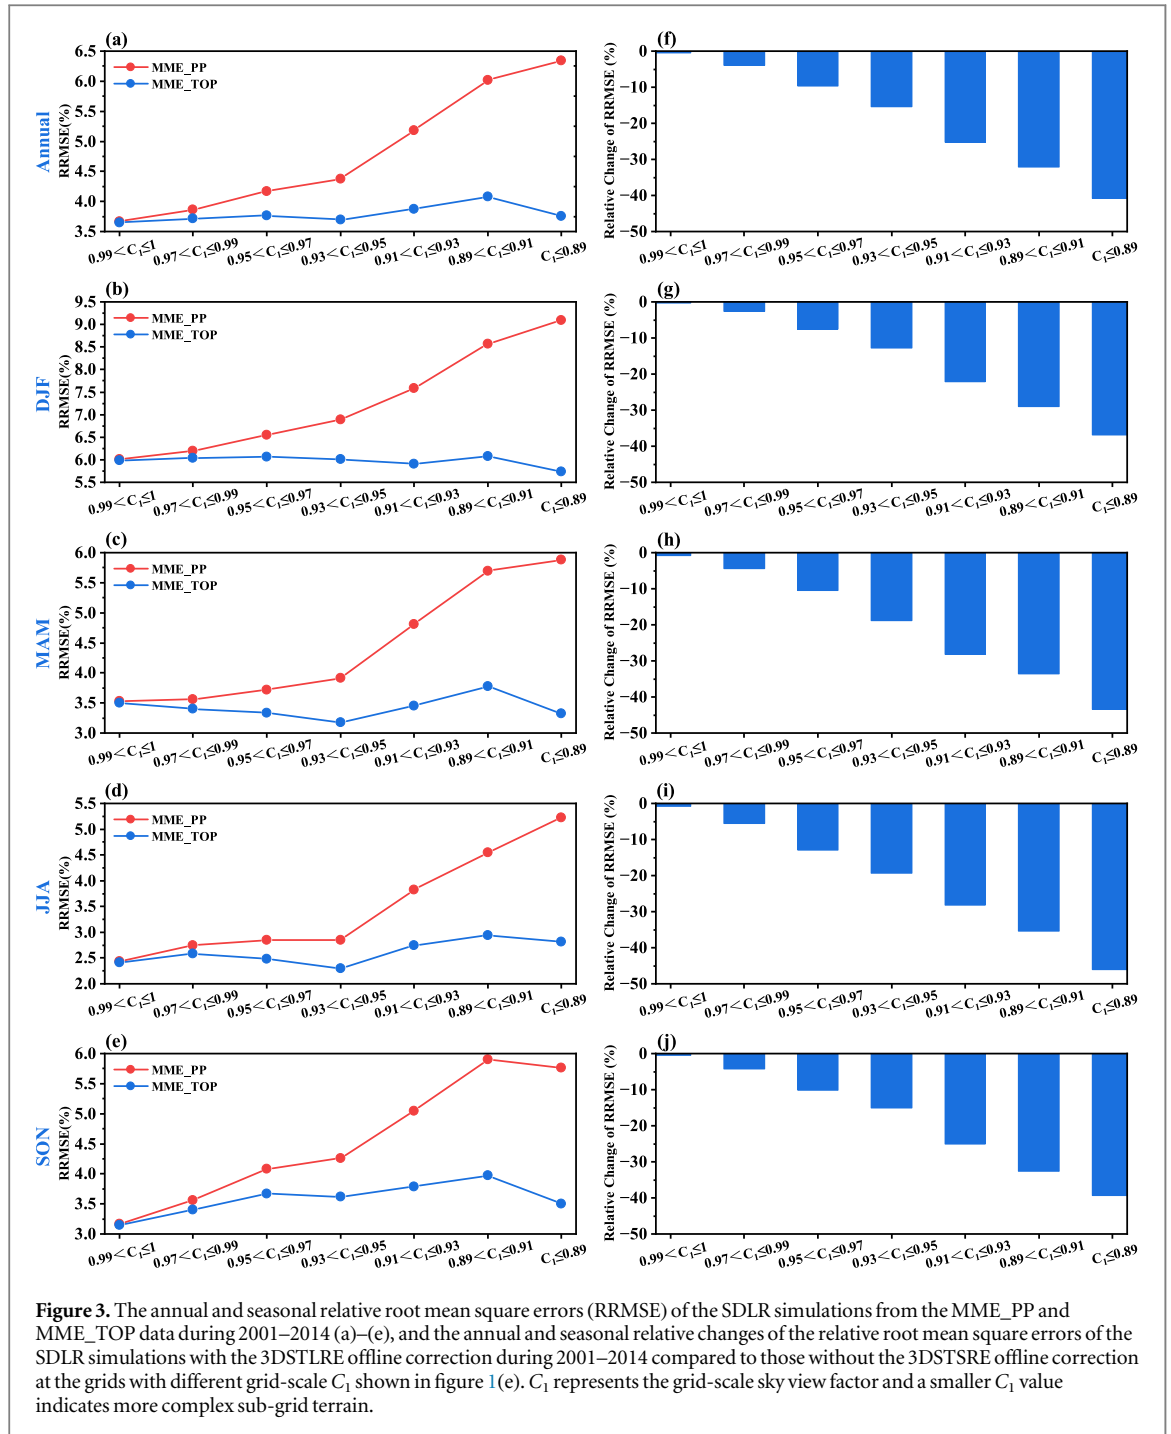 (a)
6.5
6.0
5.5
5.0
4.5
4.0
3.5
Annual
RRMSE(%)
MME_PP
MME_TOP
0.99<C₁≤1
0.97<C₁≤0.99
0.95<C₁≤0.97
0.93<C₁≤0.95
0.91<C₁≤0.93
0.89<C₁≤0.91
C₁≤0.89
(f)
0
−10
−20
−30
−40
−50
Relative Change of RRMSE (%)
0.99<C₁≤1
0.97<C₁≤0.99
0.95<C₁≤0.97
0.93<C₁≤0.95
0.91<C₁≤0.93
0.89<C₁≤0.91
C₁≤0.89
(b)
9.5
9.0
8.5
8.0
7.5
7.0
6.5
6.0
5.5
DJF
RRMSE(%)
MME_PP
MME_TOP
0.99<C₁≤1
0.97<C₁≤0.99
0.95<C₁≤0.97
0.93<C₁≤0.95
0.91<C₁≤0.93
0.89<C₁≤0.91
C₁≤0.89
(g)
0
−10
−20
−30
−40
−50
Relative Change of RRMSE (%)
0.99<C₁≤1
0.97<C₁≤0.99
0.95<C₁≤0.97
0.93<C₁≤0.95
0.91<C₁≤0.93
0.89<C₁≤0.91
C₁≤0.89
(c)
6.0
5.5
5.0
4.5
4.0
3.5
3.0
MAM
RRMSE(%)
MME_PP
MME_TOP
0.99<C₁≤1
0.97<C₁≤0.99
0.95<C₁≤0.97
0.93<C₁≤0.95
0.91<C₁≤0.93
0.89<C₁≤0.91
C₁≤0.89
(h)
0
−10
−20
−30
−40
−50
Relative Change of RRMSE (%)
0.99<C₁≤1
0.97<C₁≤0.99
0.95<C₁≤0.97
0.93<C₁≤0.95
0.91<C₁≤0.93
0.89<C₁≤0.91
C₁≤0.89
(d)
5.5
5.0
4.5
4.0
3.5
3.0
2.5
2.0
JJA
RRMSE(%)
MME_PP
MME_TOP
0.99<C₁≤1
0.97<C₁≤0.99
0.95<C₁≤0.97
0.93<C₁≤0.95
0.91<C₁≤0.93
0.89<C₁≤0.91
C₁≤0.89
(i)
0
−10
−20
−30
−40
−50
Relative Change of RRMSE (%)
0.99<C₁≤1
0.97<C₁≤0.99
0.95<C₁≤0.97
0.93<C₁≤0.95
0.91<C₁≤0.93
0.89<C₁≤0.91
C₁≤0.89
(e)
6.0
5.5
5.0
4.5
4.0
3.5
3.0
SON
RRMSE(%)
MME_PP
MME_TOP
0.99<C₁≤1
0.97<C₁≤0.99
0.95<C₁≤0.97
0.93<C₁≤0.95
0.91<C₁≤0.93
0.89<C₁≤0.91
C₁≤0.89
(j)
0
−10
−20
−30
−40
−50
Relative Change of RRMSE (%)
0.99<C₁≤1
0.97<C₁≤0.99
0.95<C₁≤0.97
0.93<C₁≤0.95
0.91<C₁≤0.93
0.89<C₁≤0.91
C₁≤0.89
Figure 3. The annual and seasonal relative root mean square errors (RRMSE) of the SDLR simulations from the MME_PP and
MME_TOP data during 2001–2014 (a)–(e), and the annual and seasonal relative changes of the relative root mean square errors of the
SDLR simulations with the 3DSTLRE offline correction during 2001–2014 compared to those without the 3DSTSRE offline correction
at the grids with different grid-scale C₁ shown in figure 1(e). C₁ represents the grid-scale sky view factor and a smaller C₁ value
indicates more complex sub-grid terrain.